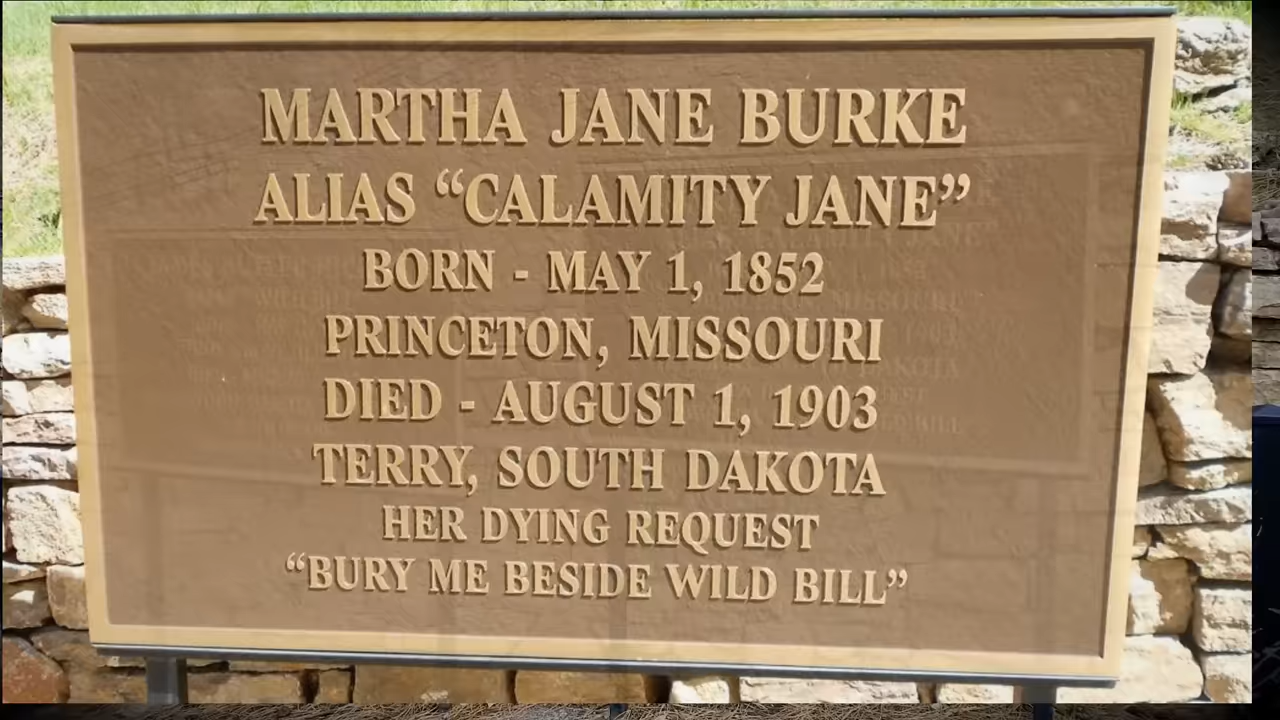 MARTHA JANE BURKE
ALIAS “CALAMITY JANE”
BORN - MAY 1, 1852
PRINCETON, MISSOURI
DIED - AUGUST 1, 1903
TERRY, SOUTH DAKOTA
HER DYING REQUEST
“BURY ME BESIDE WILD BILL”